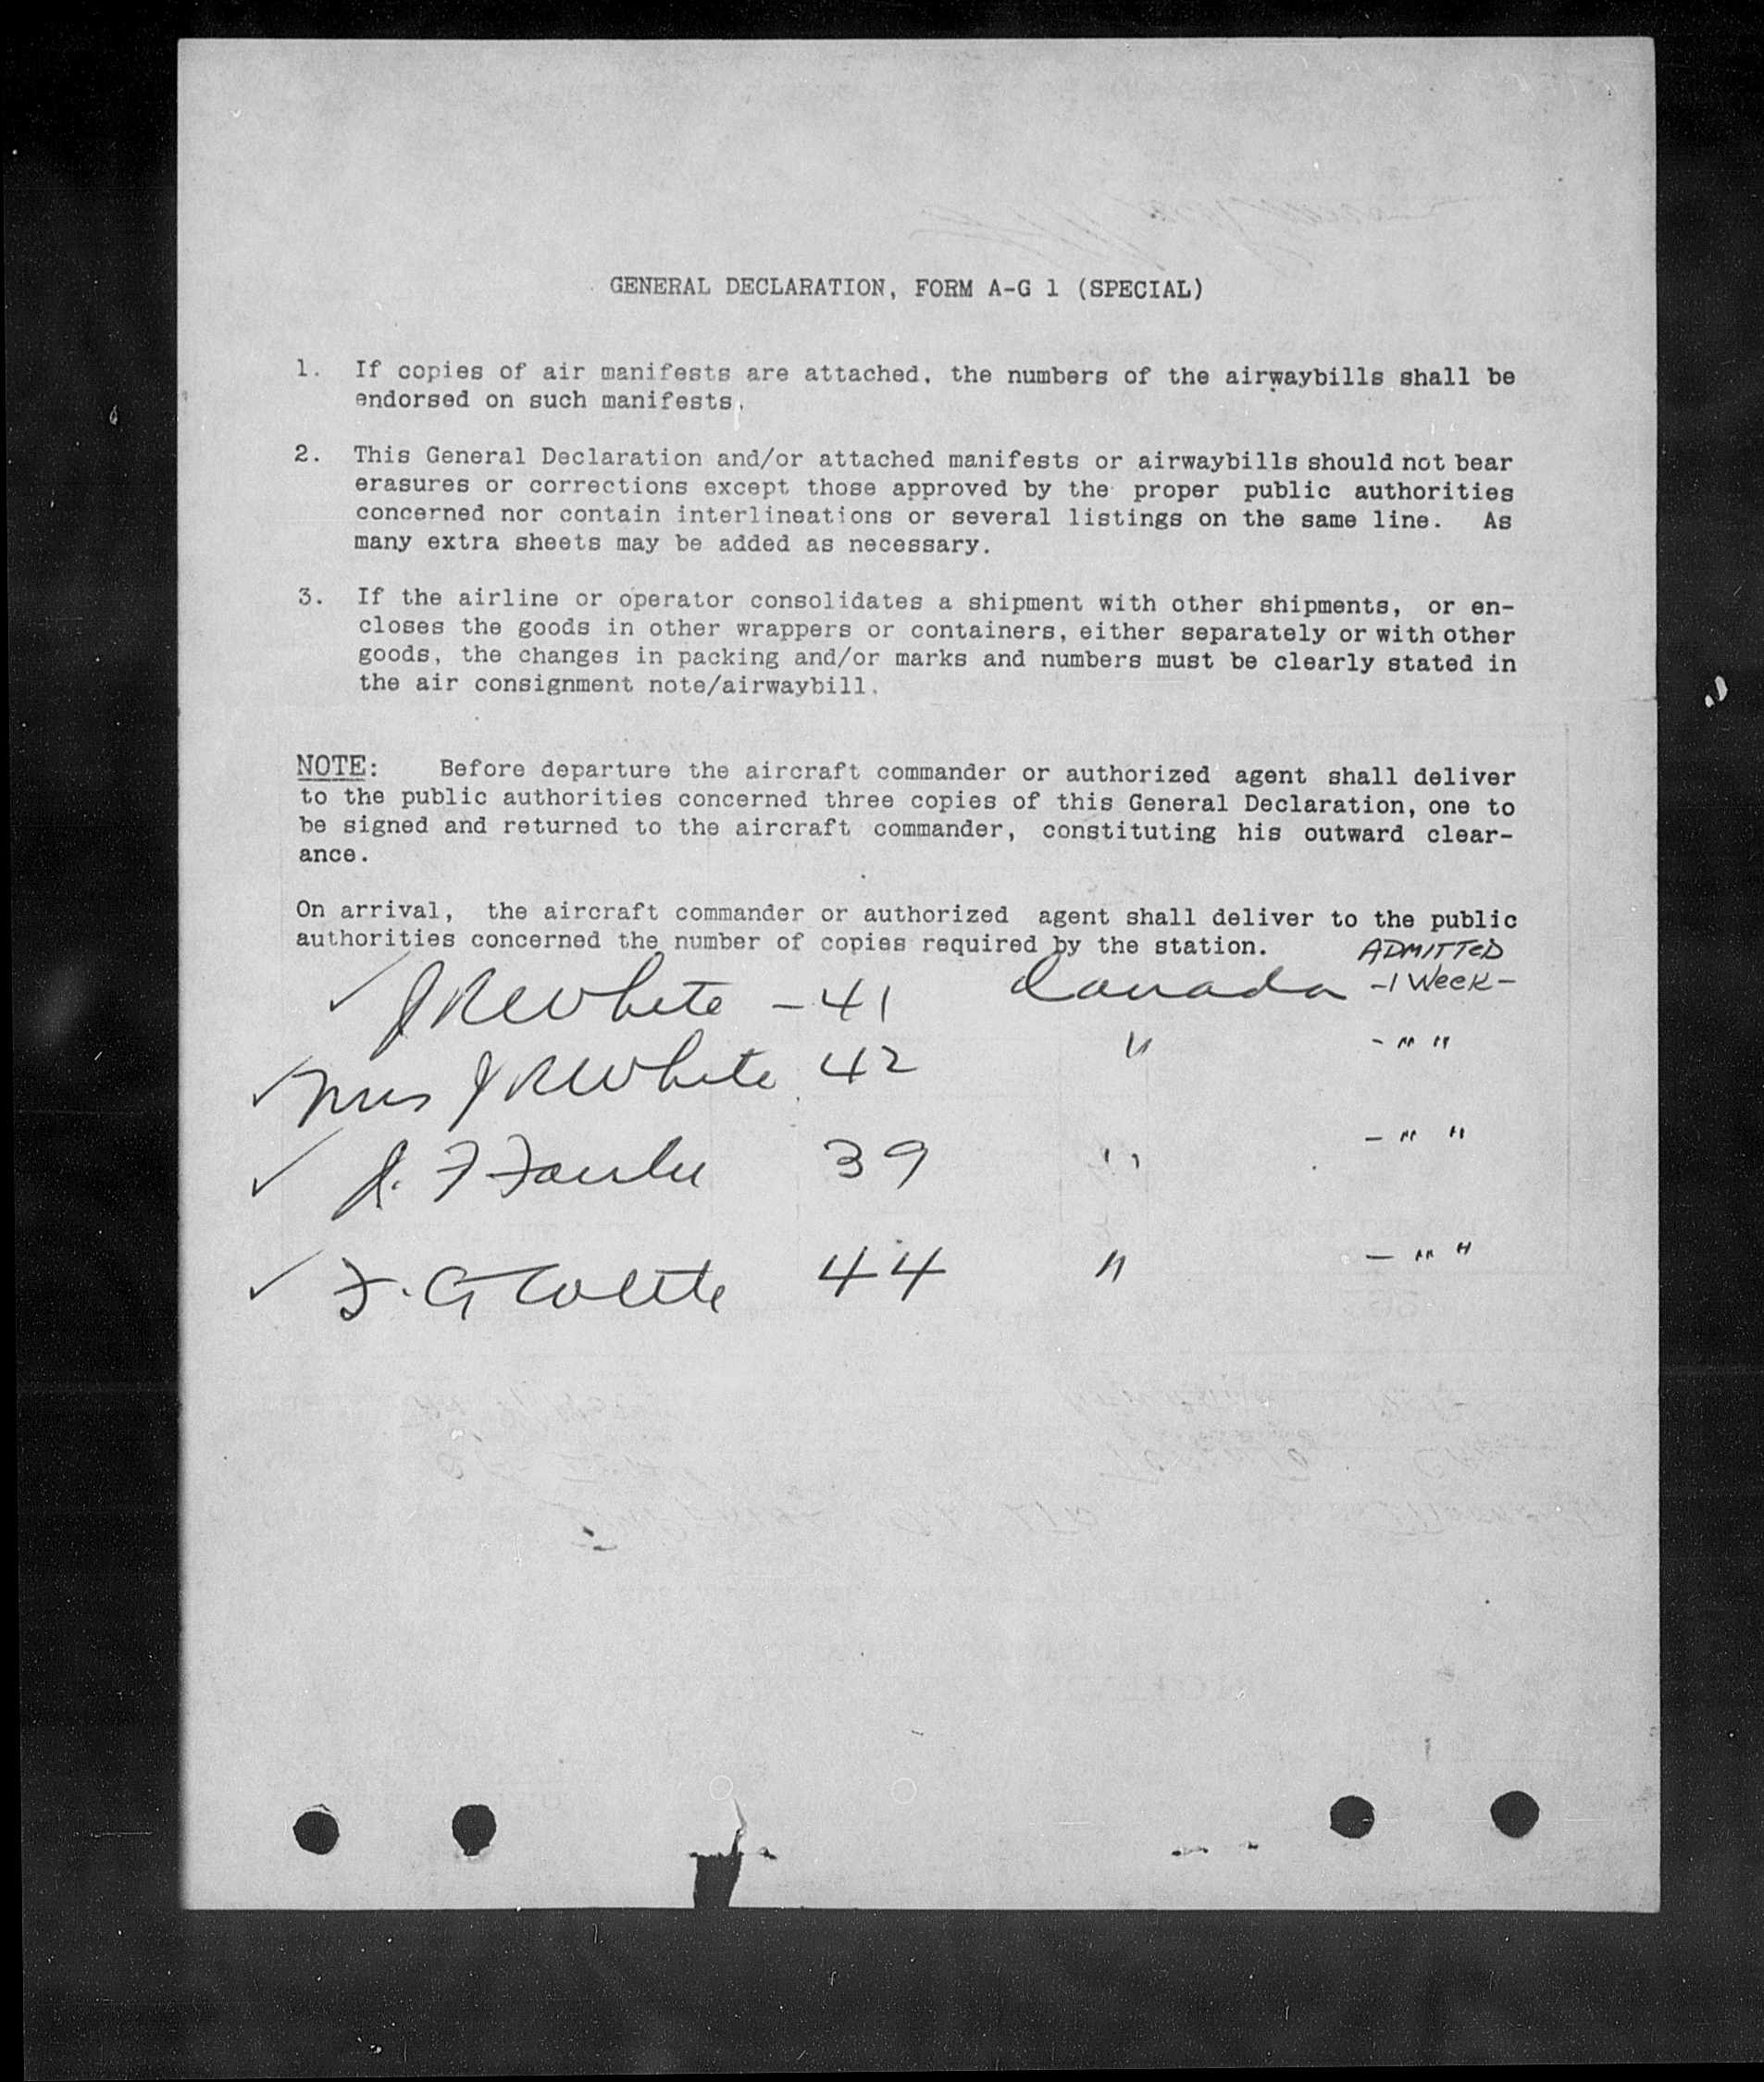 GENERAL DECLARATION, FORM A-G 1 (SPECIAL)
1. If copies of air manifests are attached, the numbers of the airwaybills shall be
endorsed on such manifests.
2. This General Declaration and/or attached manifests or airwaybills should not bear
erasures or corrections except those approved by the proper public authorities
concerned nor contain interlineations or several listings on the same line. As
many extra sheets may be added as necessary.
3. If the airline or operator consolidates a shipment with other shipments, or en-
closes the goods in other wrappers or containers, either separately or with other
goods, the changes in packing and/or marks and numbers must be clearly stated in
the air consignment note/airwaybill.
NOTE: Before departure the aircraft commander or authorized agent shall deliver
to the public authorities concerned three copies of this General Declaration, one to
be signed and returned to the aircraft commander, constituting his outward clear-
ance.
On arrival, the aircraft commander or authorized agent shall deliver to the public
authorities concerned the number of copies required by the station.
ADMITTED
✓ J R White - 41 Canada -1 Week-
✓ Mrs J R White 42 " - " "
✓ J. F 39 " - " "
✓ F. G 44 " - " "